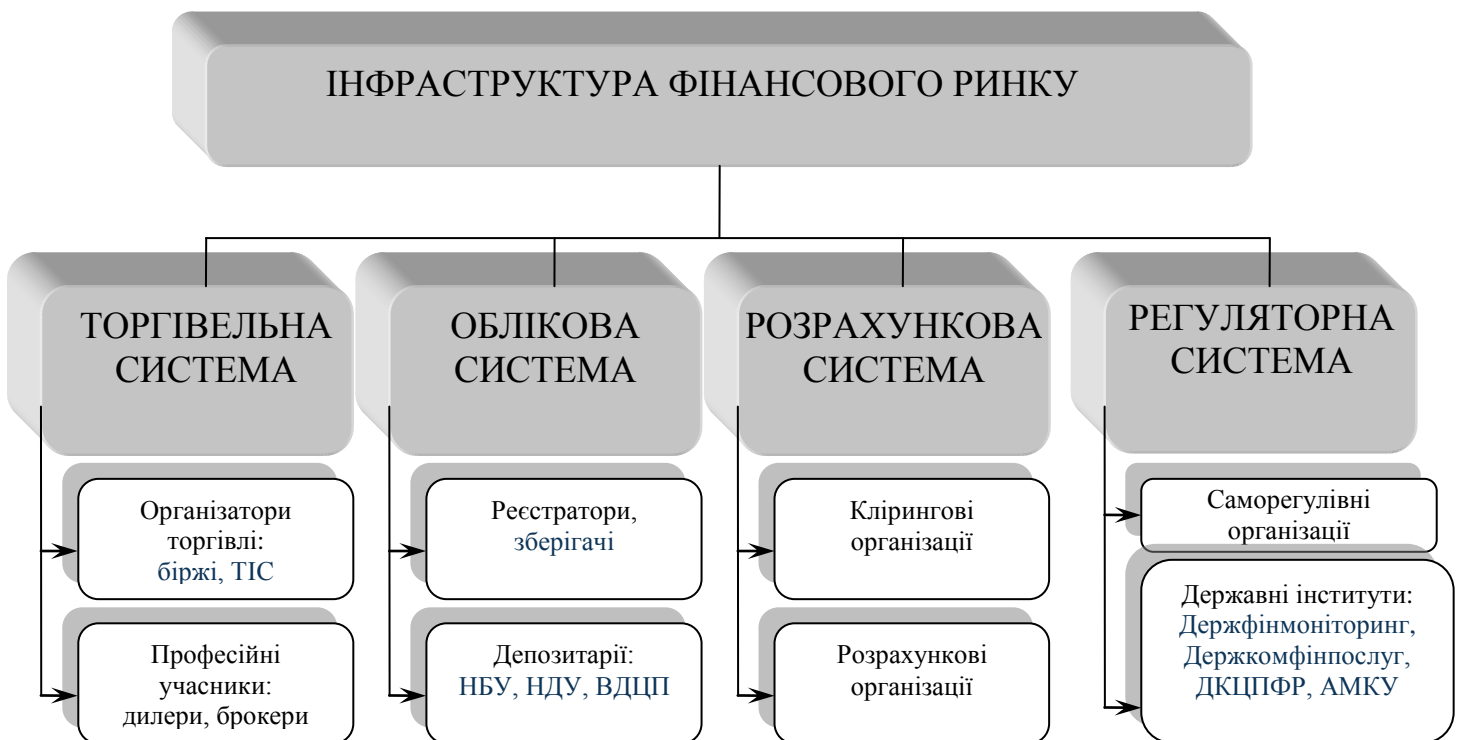 ІНФРАСТРУКТУРА ФІНАНСОВОГО РИНКУ
ТОРГІВЕЛЬНА
СИСТЕМА
Організатори
торгівлі:
біржі, ТІС
Професійні
учасники:
дилери, брокери
ОБЛІКОВА
СИСТЕМА
Реєстратори,
зберігачі
Депозитарії:
НБУ, НДУ, ВДЦП
РОЗРАХУНКОВА
СИСТЕМА
Клірингові
організації
Розрахункові
організації
РЕГУЛЯТОРНА
СИСТЕМА
Саморегулівні
організації
Державні інститути:
Держфінмоніторинг,
Держкомфінпослуг,
ДКЦПФР, АМКУ